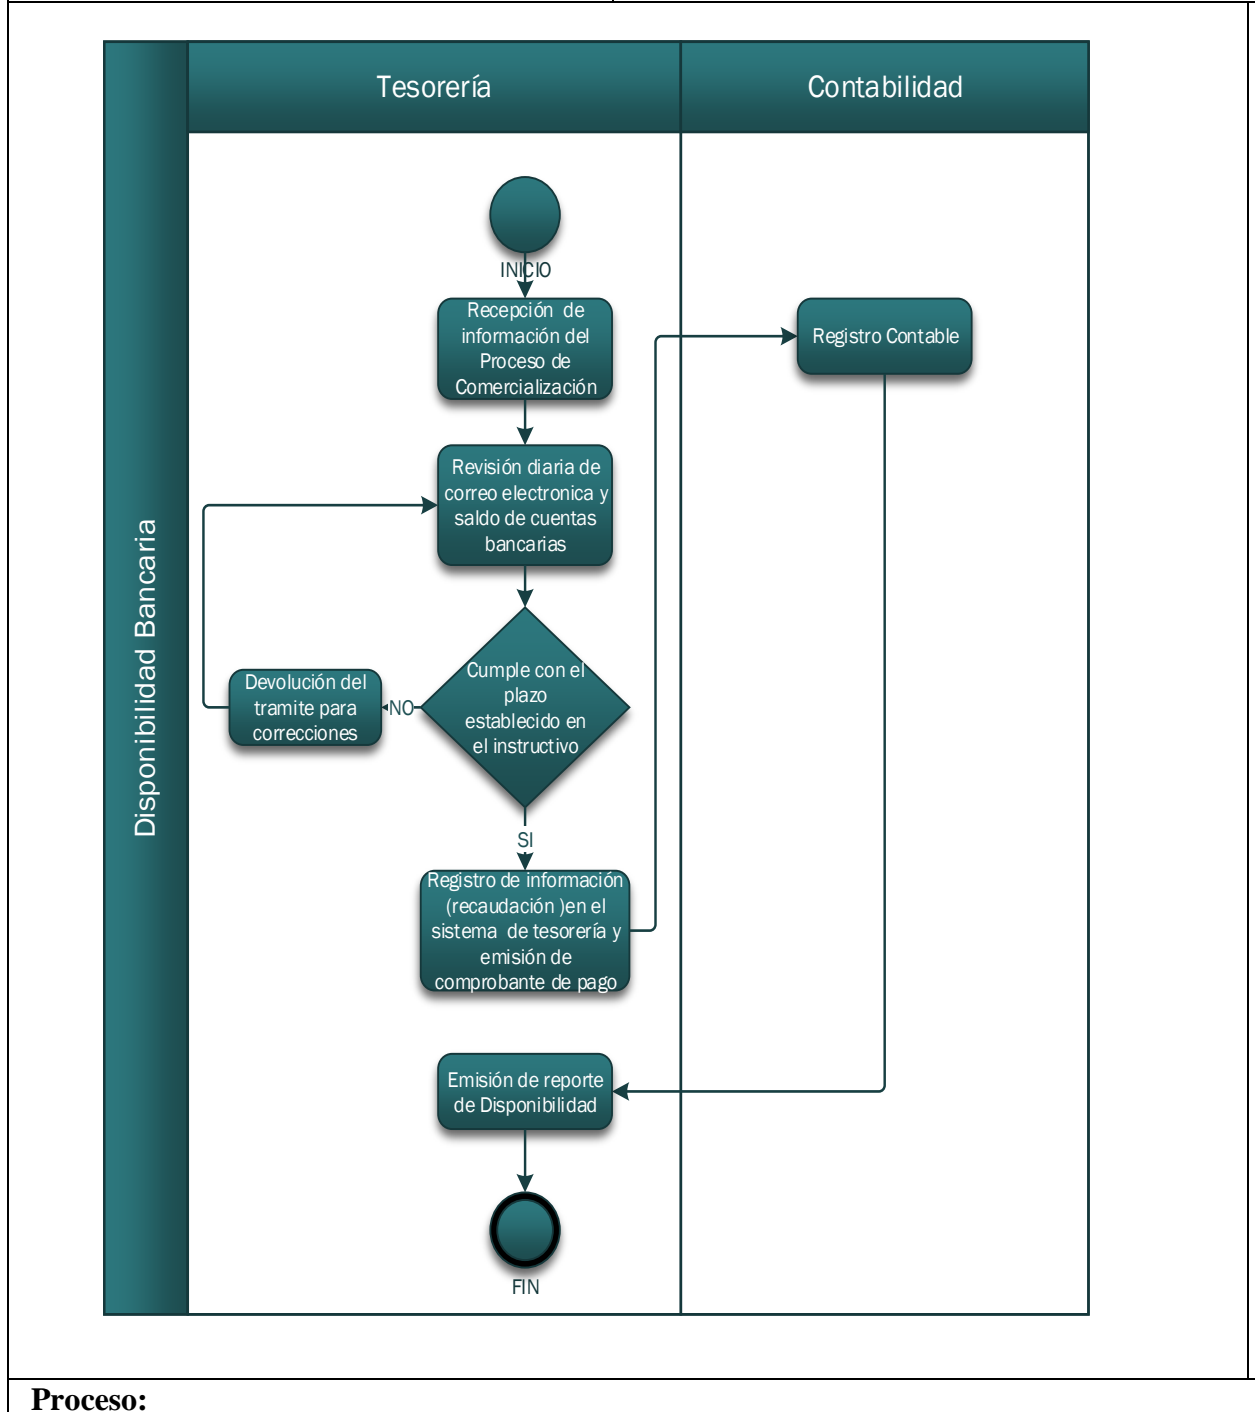 Tesorería
Contabilidad
Disponibilidad Bancaria
INICIO
Recepción de
información del
Proceso de
Comercialización
Registro Contable
Revisión diaria de
correo electronica y
saldo de cuentas
bancarias
Cumple con el
plazo
establecido en
el instructivo
NO
Devolución del
tramite para
correcciones
SI
Registro de información
(recaudación )en el
sistema de tesorería y
emisión de
comprobante de pago
Emisión de reporte
de Disponibilidad
FIN
Proceso: